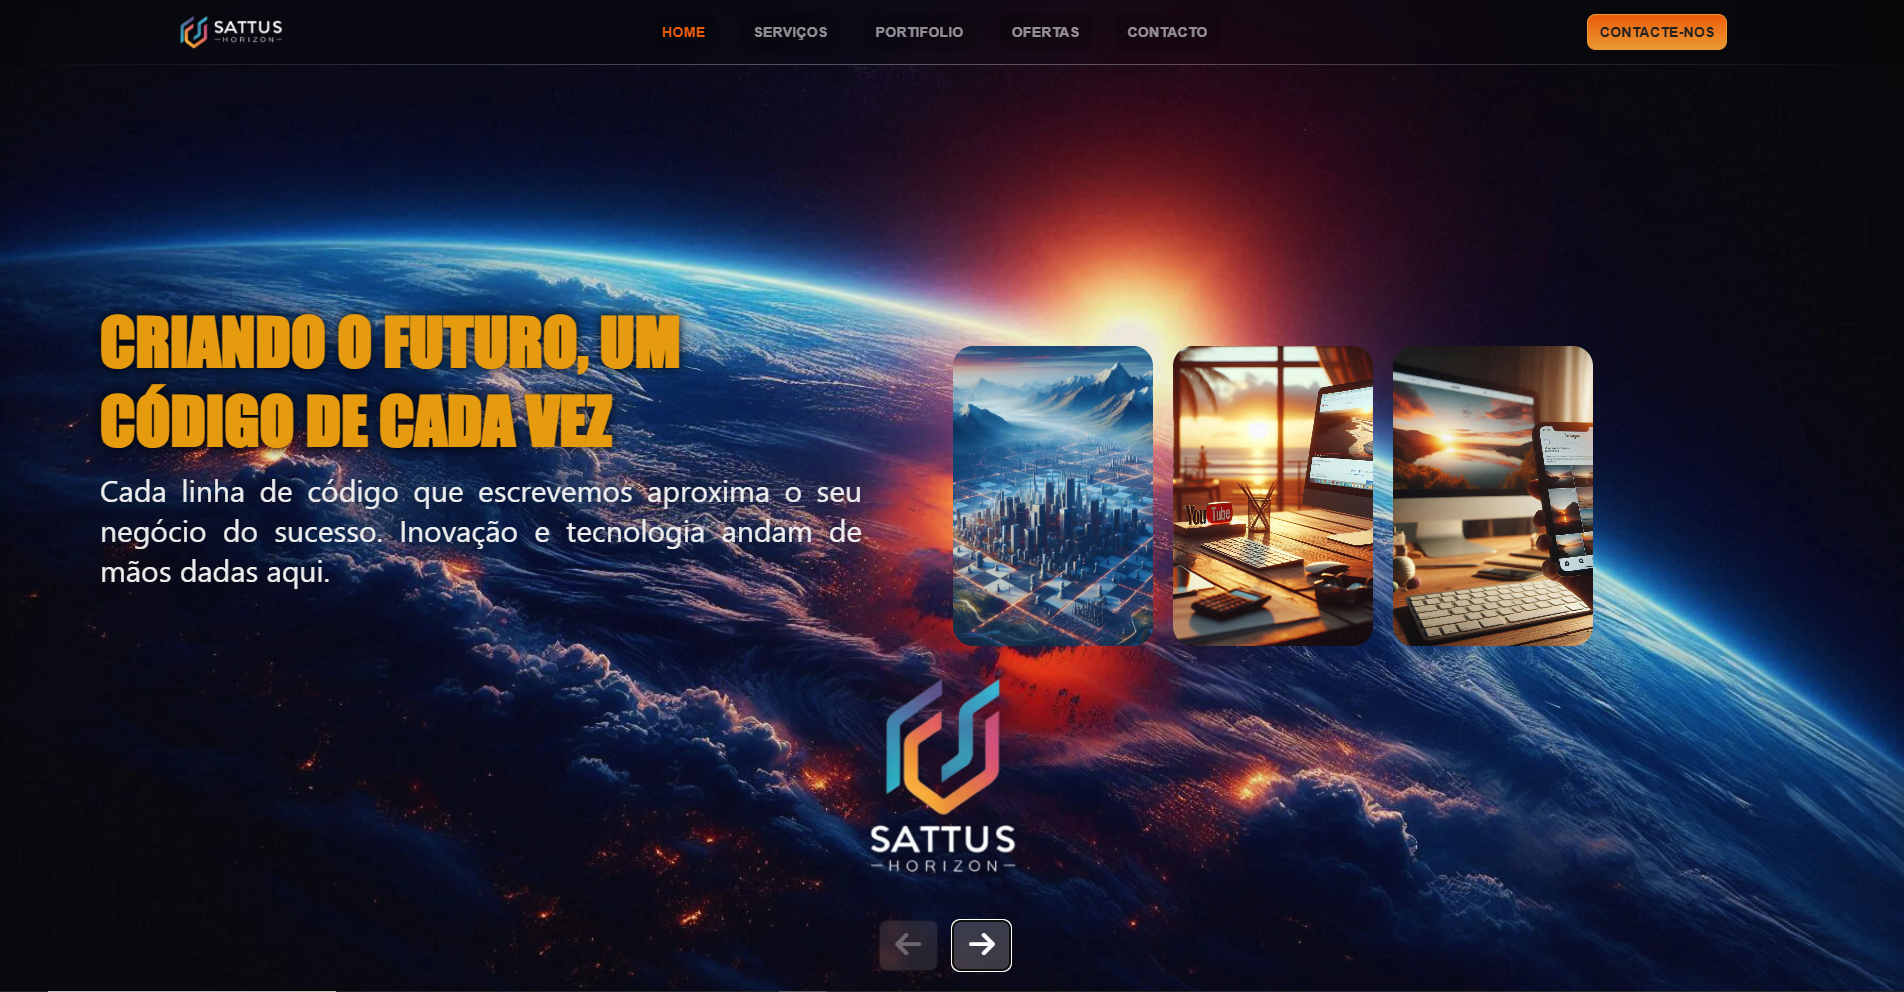 SATTUS
HORIZON
HOME
SERVIÇOS
PORTIFOLIO
OFERTAS
CONTACTO
CONTACTE-NOS
CRIANDO O FUTURO, UM
CÓDIGO DE CADA VEZ
Cada linha de código que escrevemos aproxima o seu
negócio do sucesso. Inovação e tecnologia andam de
mãos dadas aqui.
YouTube
SATTUS
HORIZON